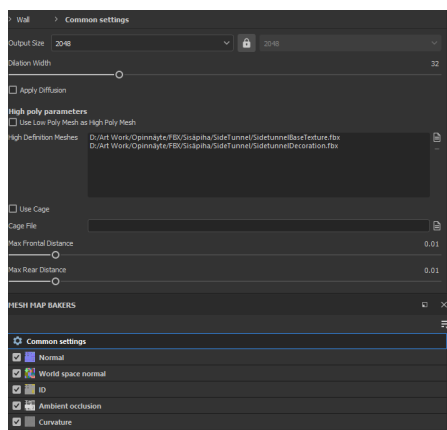 > Wall > Common settings
Output Size 2048 2048
Dilation Width 32
Apply Diffusion
High poly parameters
Use Low Poly Mesh as High Poly Mesh
High Definition Meshes D:/Art Work/Opinnäyte/FBX/Sisäpiha/SideTunnel/SidetunnelBaseTexture.fbx
D:/Art Work/Opinnäyte/FBX/Sisäpiha/SideTunnel/SidetunnelDecoration.fbx
Use Cage
Cage File
Max Frontal Distance 0.01
Max Rear Distance 0.01
MESH MAP BAKERS
Common settings
Normal
World space normal
ID
Ambient occlusion
Curvature